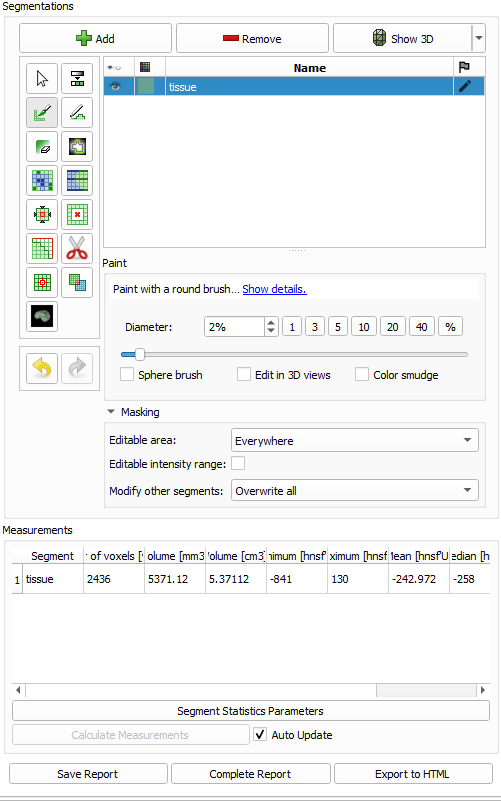 Segmentations
Add Remove Show 3D
Name
tissue
Paint
Paint with a round brush... Show details.
Diameter: 2% 1 3 5 10 20 40 %
Sphere brush Edit in 3D views Color smudge
Masking
Editable area: Everywhere
Editable intensity range:
Modify other segments: Overwrite all
Measurements
Segment r of voxels [v olume [mm3 Volume [cm3] nimum [hnsf ximum [hnsf Mean [hnsf'U edian [h
1 tissue 2436 5371.12 5.37112 -841 130 -242.972 -258
Segment Statistics Parameters
Calculate Measurements Auto Update
Save Report Complete Report Export to HTML